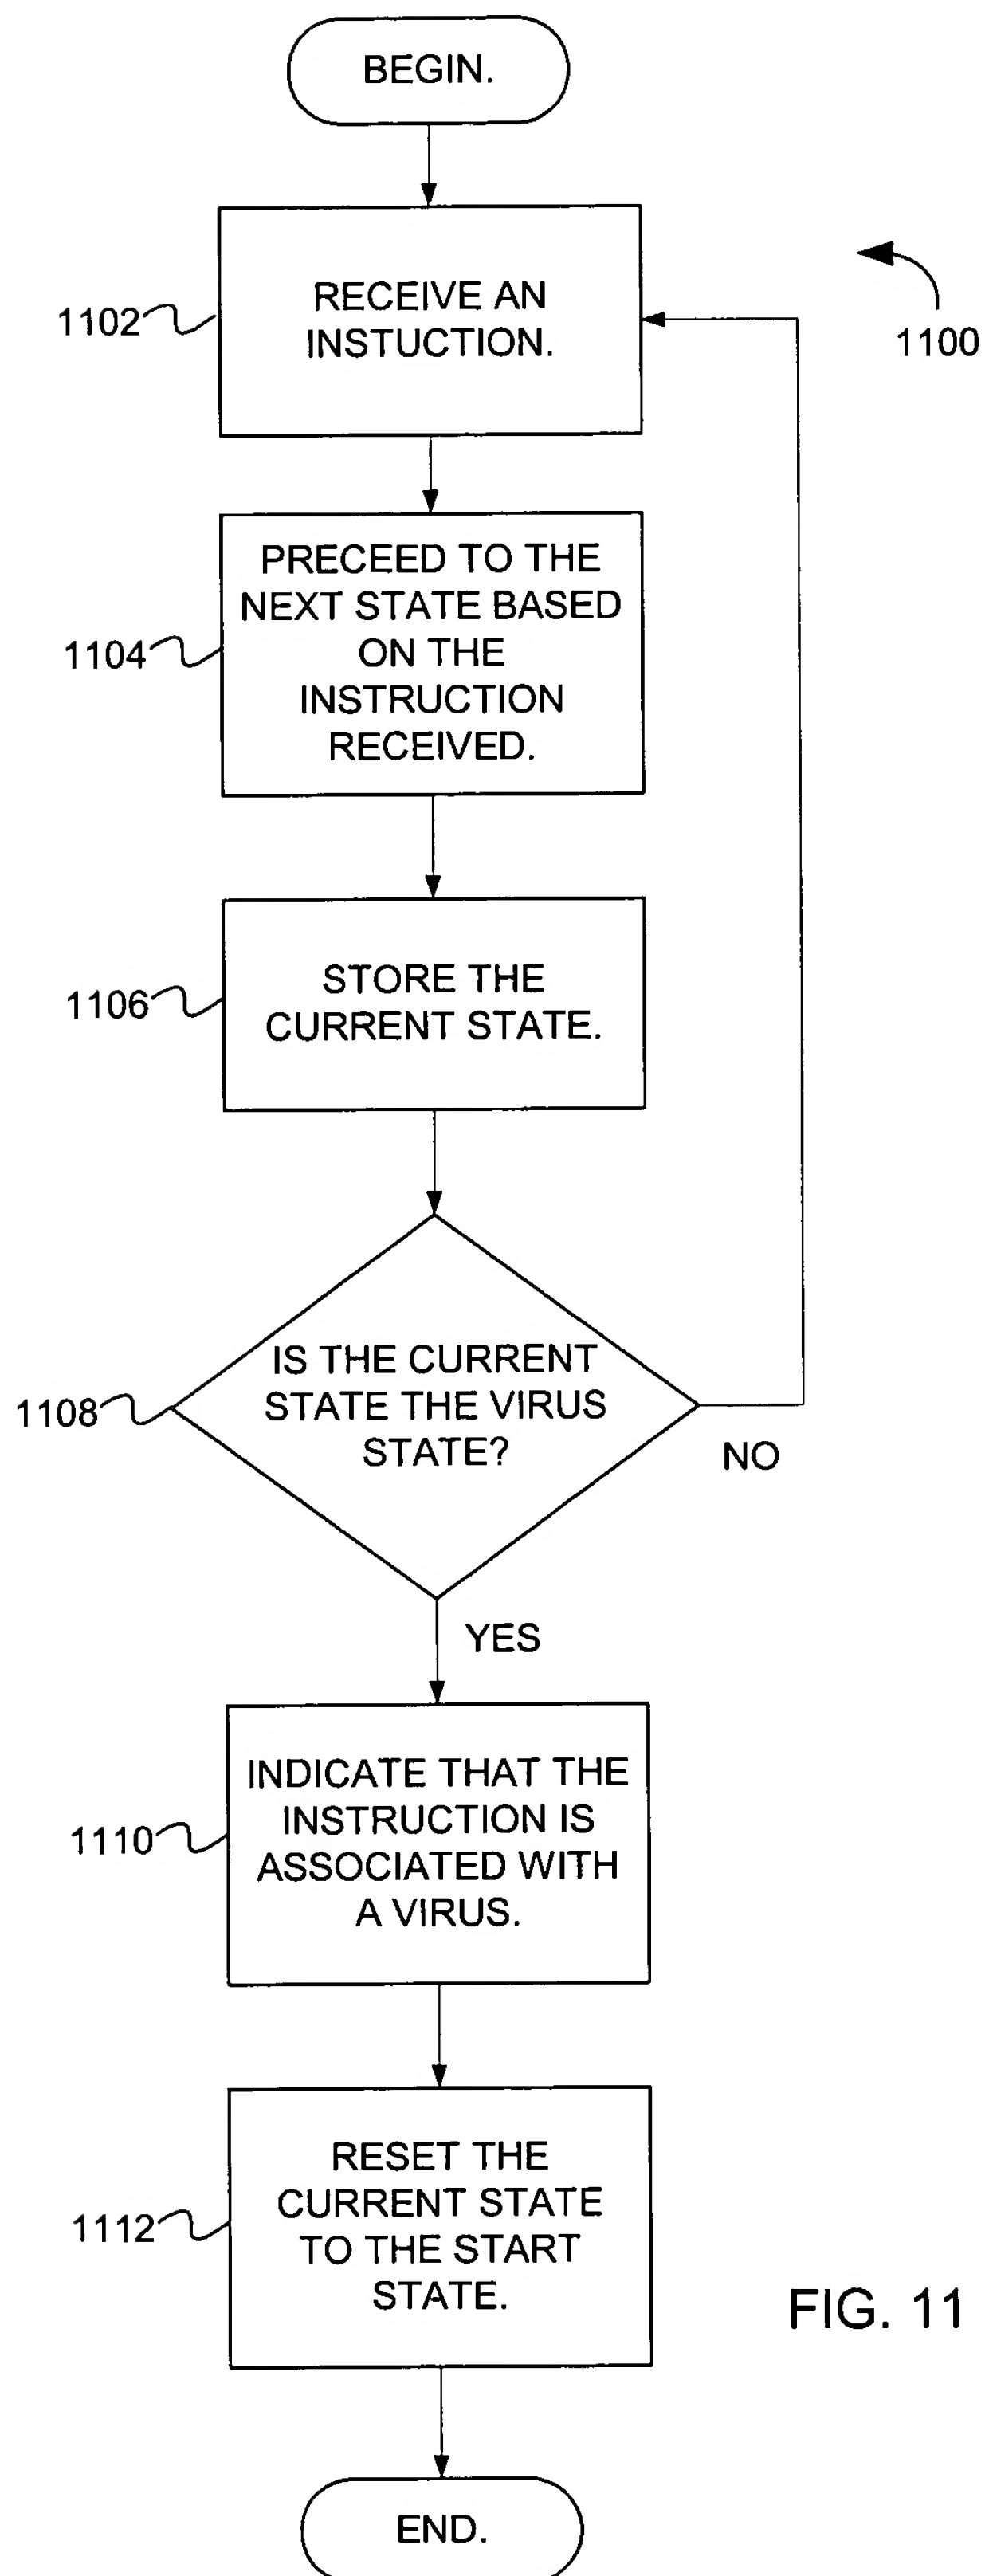 BEGIN.
1102
RECEIVE AN
INSTUCTION.
1100
1104
PRECEED TO THE
NEXT STATE BASED
ON THE
INSTRUCTION
RECEIVED.
1106
STORE THE
CURRENT STATE.
1108
IS THE CURRENT
STATE THE VIRUS
STATE?
NO
YES
1110
INDICATE THAT THE
INSTRUCTION IS
ASSOCIATED WITH
A VIRUS.
1112
RESET THE
CURRENT STATE
TO THE START
STATE.
FIG. 11
END.